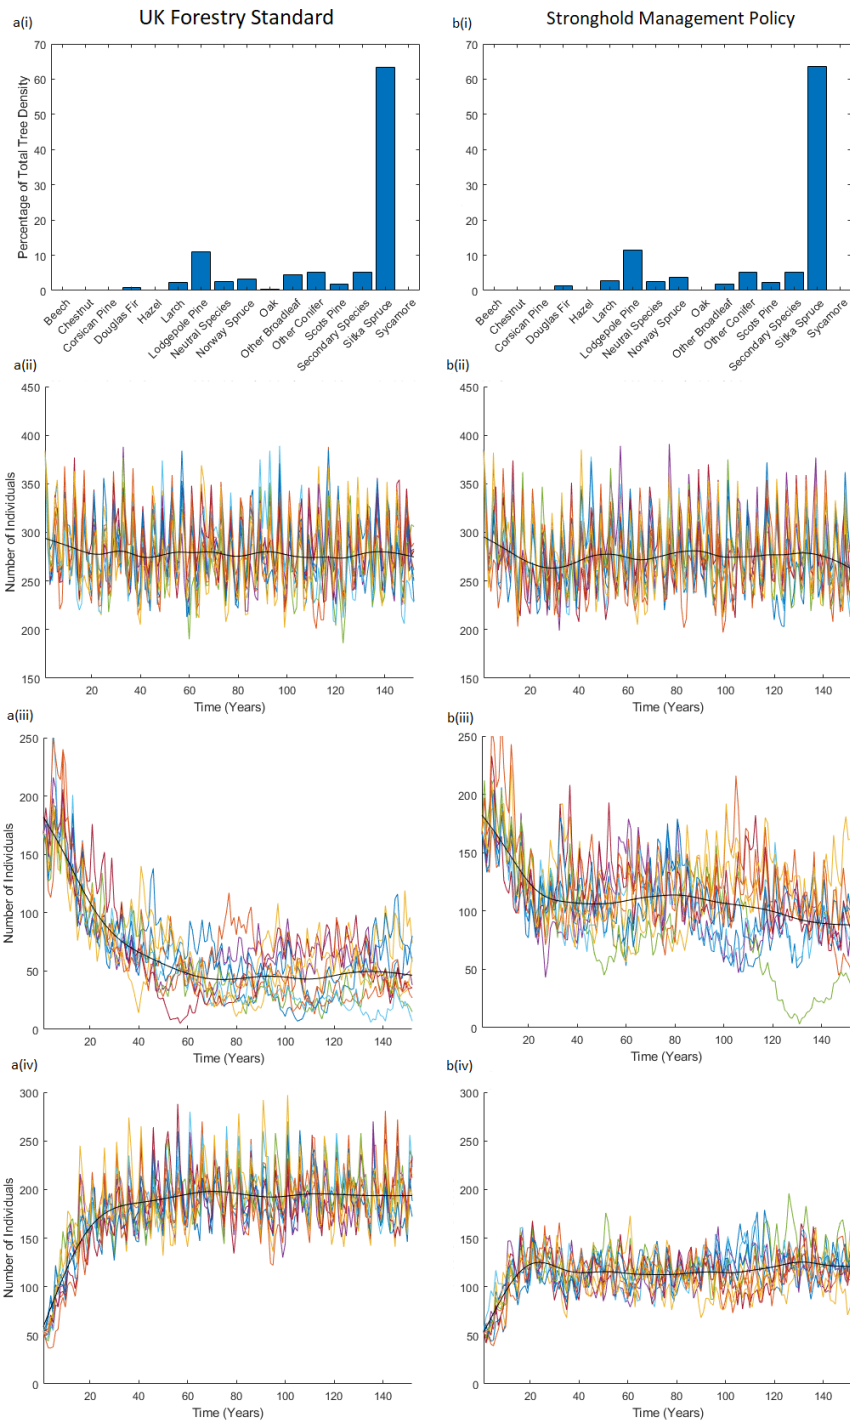 UK Forestry Standard
Stronghold Management Policy
a(i)
b(i)
70
60
50
40
30
20
10
0
Percentage of Total Tree Density
Beech
Chestnut
Corsican Pine
Douglas Fir
Hazel
Larch
Lodgepole Pine
Neutral Species
Norway Spruce
Oak
Other Broadleaf
Other Conifer
Scots Pine
Secondary Species
Sitka Spruce
Sycamore
70
60
50
40
30
20
10
0
Beech
Chestnut
Corsican Pine
Douglas Fir
Hazel
Larch
Lodgepole Pine
Neutral Species
Norway Spruce
Oak
Other Broadleaf
Other Conifer
Scots Pine
Secondary Species
Sitka Spruce
Sycamore
a(ii)
450
400
350
300
250
200
150
Number of Individuals
20 40 60 80 100 120 140
Time (Years)
b(ii)
450
400
350
300
250
200
150
20 40 60 80 100 120 140
Time (Years)
a(iii)
250
200
150
100
50
0
Number of Individuals
20 40 60 80 100 120 140
Time (Years)
b(iii)
250
200
150
100
50
0
20 40 60 80 100 120 140
Time (Years)
a(iv)
300
250
200
150
100
50
0
Number of Individuals
20 40 60 80 100 120 140
Time (Years)
b(iv)
300
250
200
150
100
50
0
20 40 60 80 100 120 140
Time (Years)